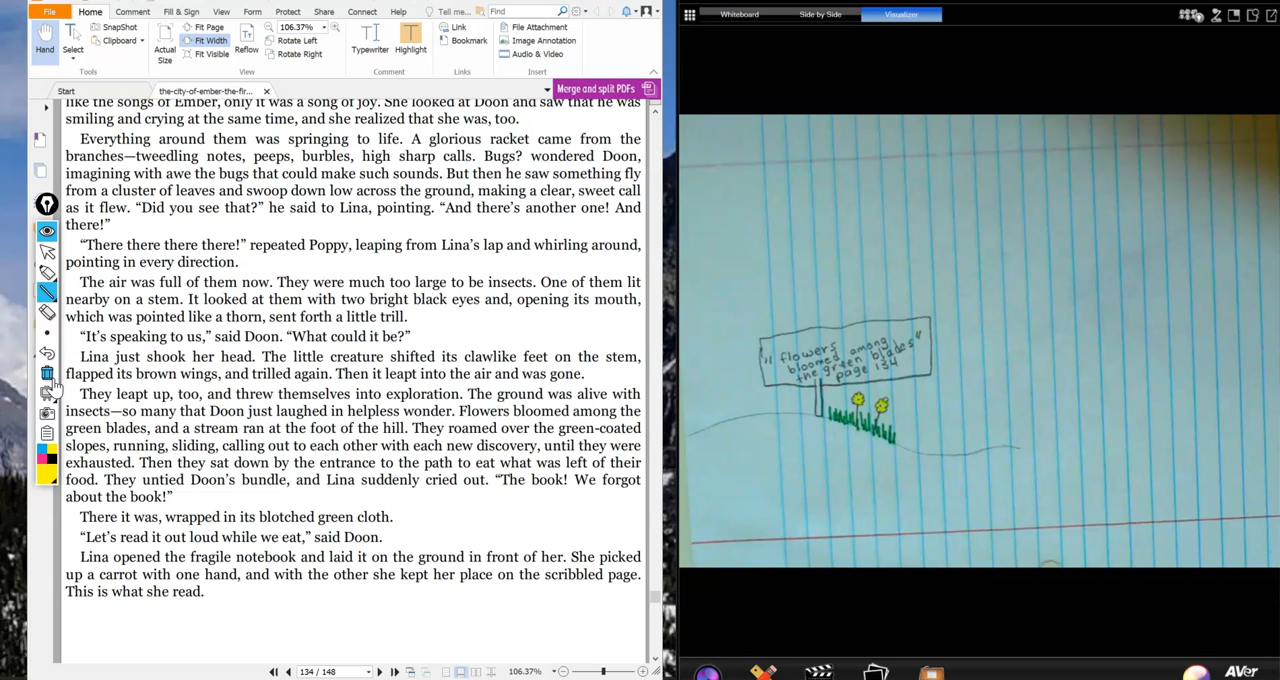 File
Home
Comment
Fill & Sign
View
Form
Protect
Share
Connect
Help
Tell me...
Find
Whiteboard
Side by Side
Visualizer
Hand
Select
SnapShot
Clipboard
Tools
Actual Size
Fit Page
Fit Width
Fit Visible
106.37%
Reflow
Rotate Left
Rotate Right
View
Typewriter
Highlight
Comment
Link
Bookmark
Links
File Attachment
Image Annotation
Audio & Video
Insert
Start
the-city-of-ember-the-fir...
Merge and split PDFs
like the songs of Ember, only it was a song of joy. She looked at Doon and saw that he was
smiling and crying at the same time, and she realized that she was, too.
Everything around them was springing to life. A glorious racket came from the
branches—tweedling notes, peeps, burbles, high sharp calls. Bugs? wondered Doon,
imagining with awe the bugs that could make such sounds. But then he saw something fly
from a cluster of leaves and swoop down low across the ground, making a clear, sweet call
as it flew. “Did you see that?” he said to Lina, pointing. “And there’s another one! And
there!”
“There there there there!” repeated Poppy, leaping from Lina’s lap and whirling around,
pointing in every direction.
The air was full of them now. They were much too large to be insects. One of them lit
nearby on a stem. It looked at them with two bright black eyes and, opening its mouth,
which was pointed like a thorn, sent forth a little trill.
“It’s speaking to us,” said Doon. “What could it be?”
Lina just shook her head. The little creature shifted its clawlike feet on the stem,
flapped its brown wings, and trilled again. Then it leapt into the air and was gone.
They leapt up, too, and threw themselves into exploration. The ground was alive with
insects—so many that Doon just laughed in helpless wonder. Flowers bloomed among the
green blades, and a stream ran at the foot of the hill. They roamed over the green-coated
slopes, running, sliding, calling out to each other with each new discovery, until they were
exhausted. Then they sat down by the entrance to the path to eat what was left of their
food. They untied Doon’s bundle, and Lina suddenly cried out. “The book! We forgot
about the book!”
There it was, wrapped in its blotched green cloth.
“Let’s read it out loud while we eat,” said Doon.
Lina opened the fragile notebook and laid it on the ground in front of her. She picked
up a carrot with one hand, and with the other she kept her place on the scribbled page.
This is what she read.
"flowers
bloomed among
the green blades"
page 134
134 / 148
106.37%
AVer